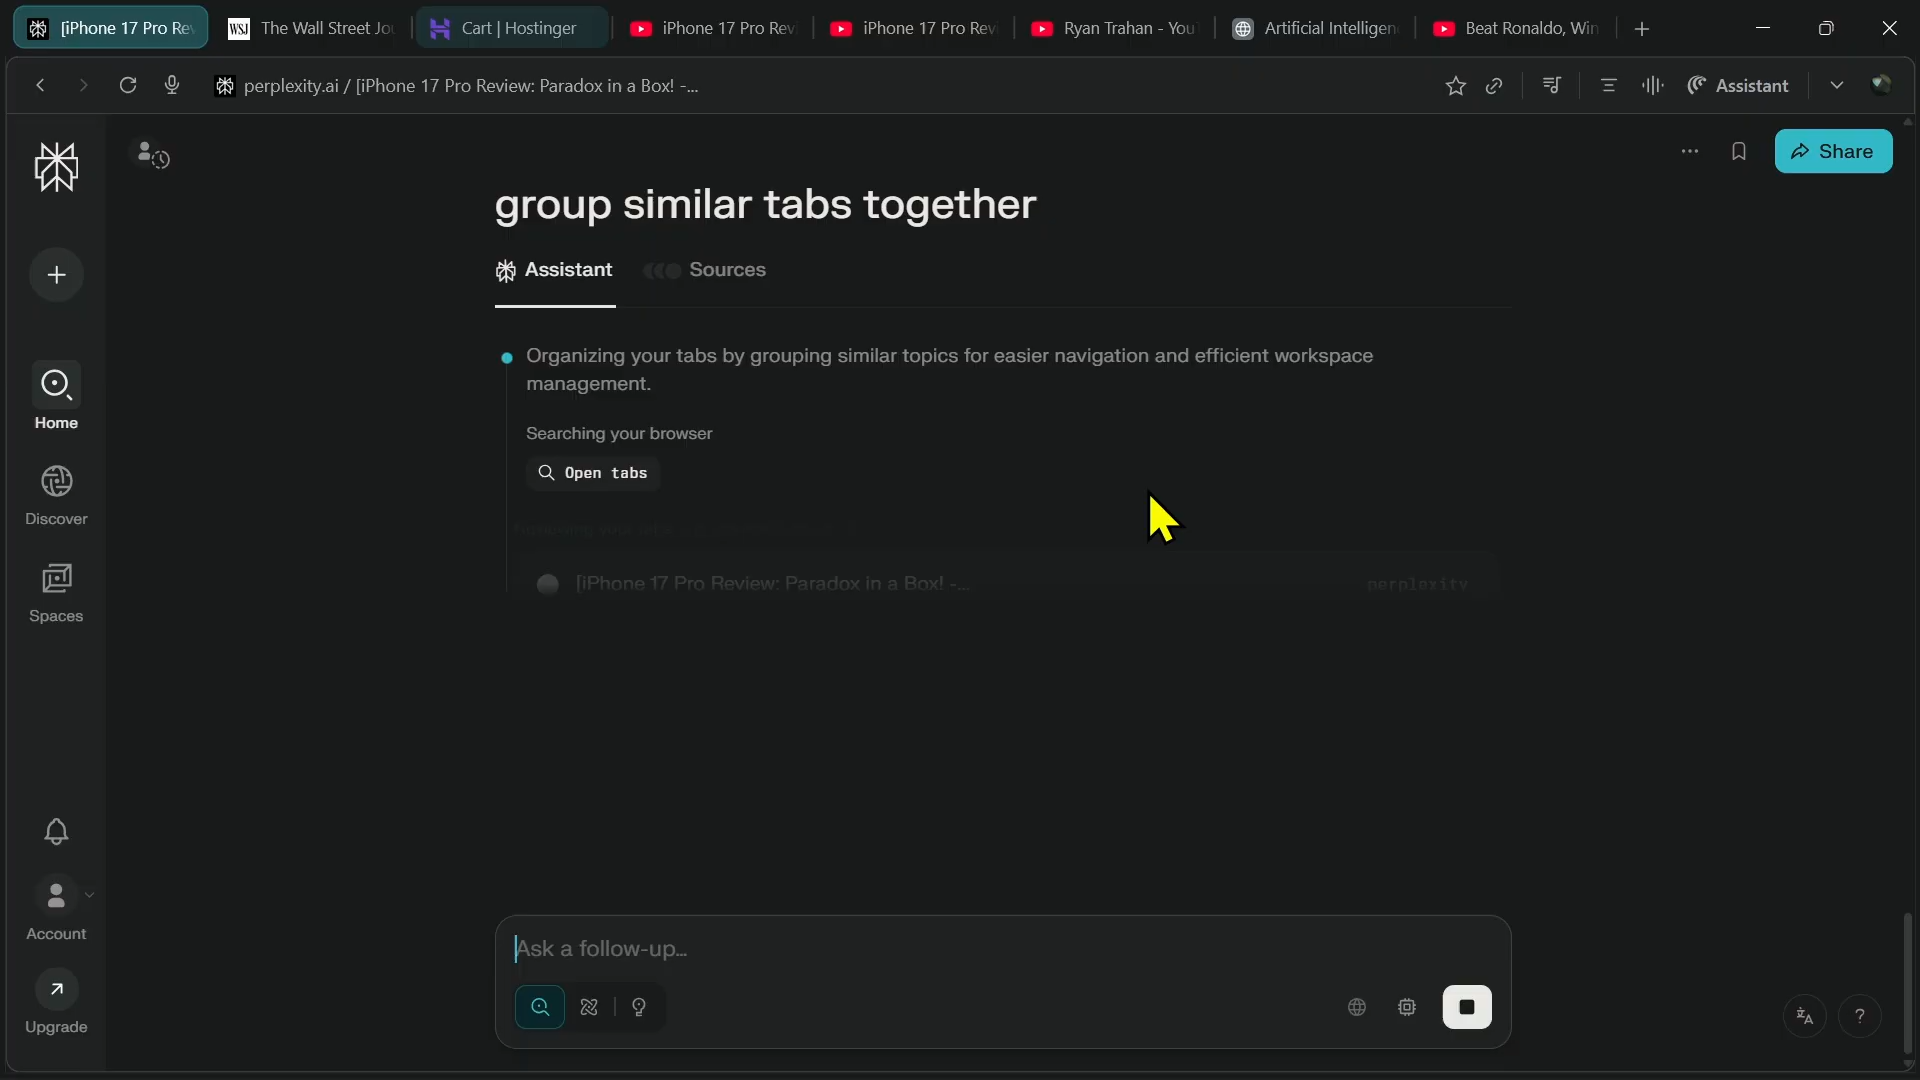 [iPhone 17 Pro Re
WSJ The Wall Street Jo
Cart | Hostinger
iPhone 17 Pro Rev
iPhone 17 Pro Rev
Ryan Trahan - You
Artificial Intelligen
Beat Ronaldo, Win
perplexity.ai / [iPhone 17 Pro Review: Paradox in a Box! -...
Assistant
Share
group similar tabs together
Assistant Sources
Organizing your tabs by grouping similar topics for easier navigation and efficient workspace
management.
Searching your browser
Open tabs
[iPhone 17 Pro Review: Paradox in a Box! -... perplexity
Home
Discover
Spaces
Account
Upgrade
Ask a follow-up...
?